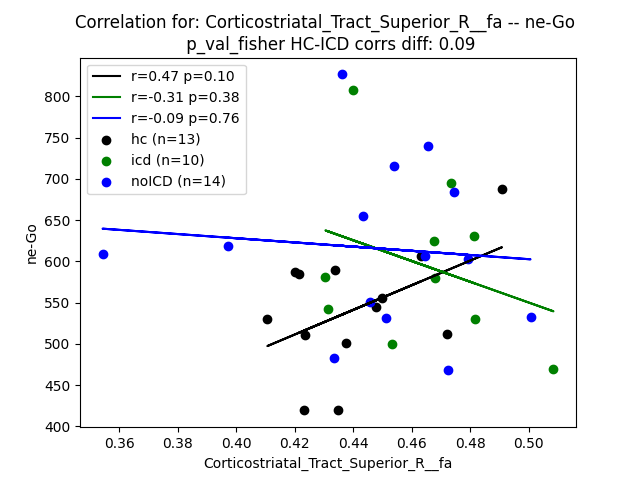 Correlation for: Corticostriatal_Tract_Superior_R__fa -- ne-Go
p_val_fisher HC-ICD corrs diff: 0.09
r=0.47 p=0.10
r=-0.31 p=0.38
r=-0.09 p=0.76
hc (n=13)
icd (n=10)
noICD (n=14)
800
750
700
650
600
550
500
450
400
ne-Go
0.36 0.38 0.40 0.42 0.44 0.46 0.48 0.50
Corticostriatal_Tract_Superior_R__fa